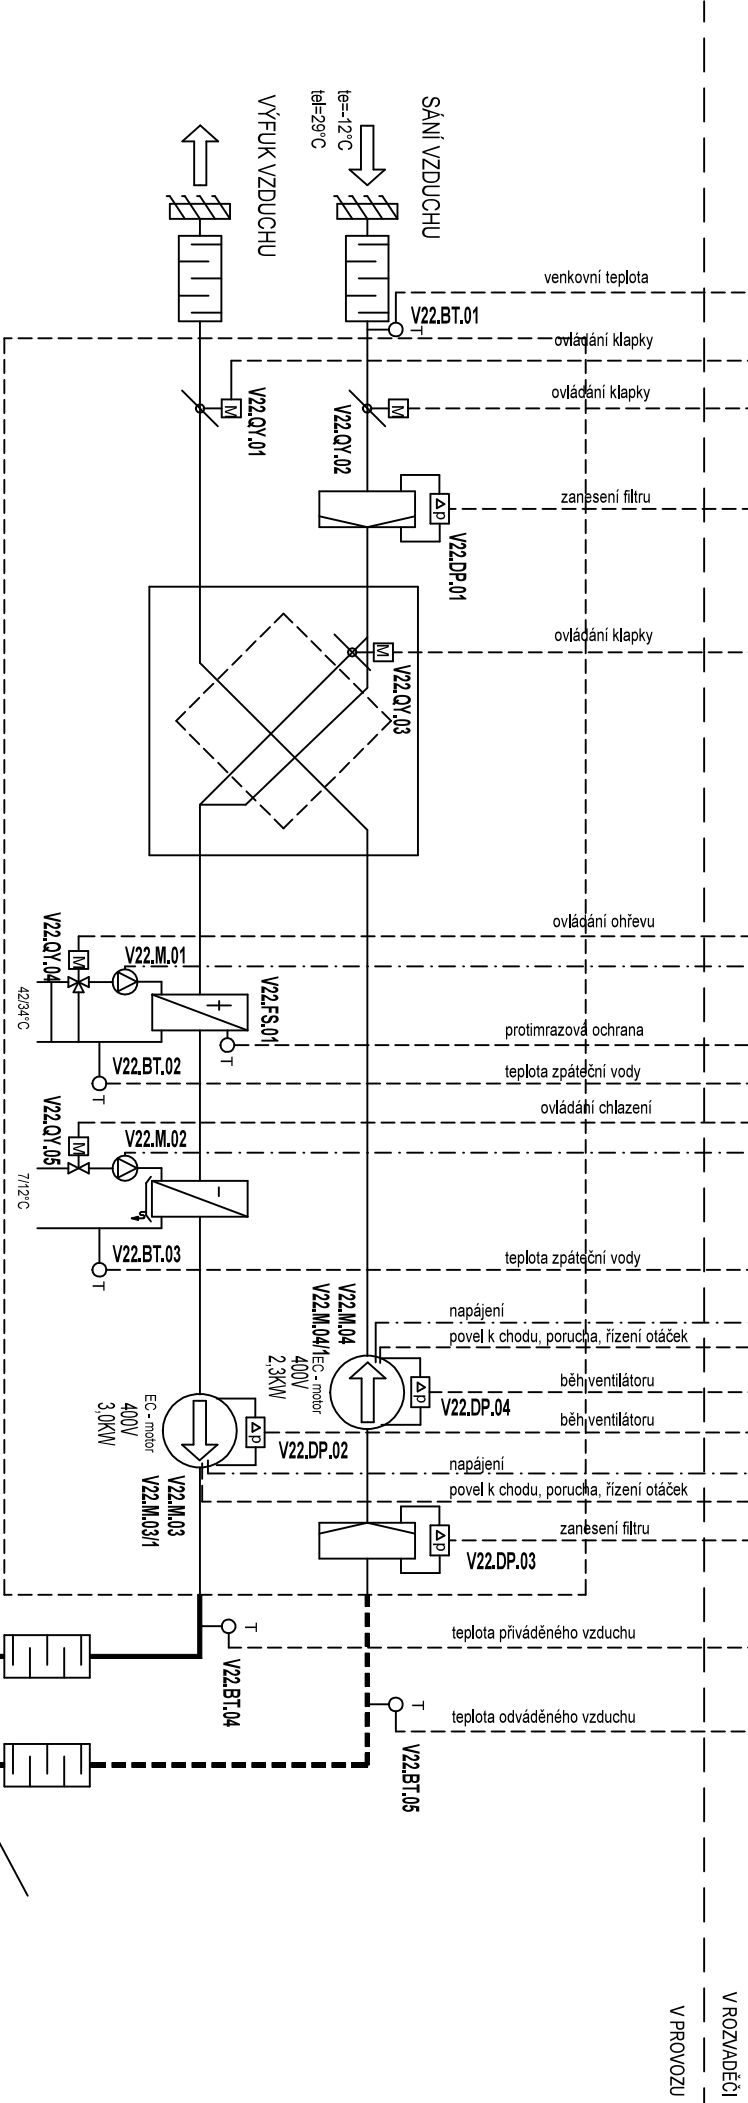 SÁNÍ VZDUCHU
te=-12°C
tel=29°C
VÝFUK VZDUCHU
venkovní teplota
V22.BT.01
T
ovládání klapky
ovládání klapky
M
V22.QY.01
M
V22.QY.02
zanesení filtru
Δp
V22.DP.01
ovládání klapky
M
V22.QY.03
ovládání ohřevu
V22.QY.04
M
V22.M.01
+
V22.FS.01
T
42/34°C
protimrazová ochrana
V22.BT.02
T
teplota zpáteční vody
ovládání chlazení
V22.QY.05
M
V22.M.02
-
7/12°C
V22.BT.03
T
teplota zpáteční vody
napájení
povel k chodu, porucha, řízení otáček
V22.M.04
V22.M.04/1
EC - motor
400V
2,3KW
Δp
V22.DP.04
běh ventilátoru
běh ventilátoru
EC - motor
400V
3,0KW
Δp
V22.DP.02
napájení
povel k chodu, porucha, řízení otáček
V22.M.03
V22.M.03/1
zanesení filtru
Δp
V22.DP.03
T
teplota přiváděného vzduchu
V22.BT.04
T
teplota odváděného vzduchu
V22.BT.05
V ROZVADĚČI
V PROVOZU